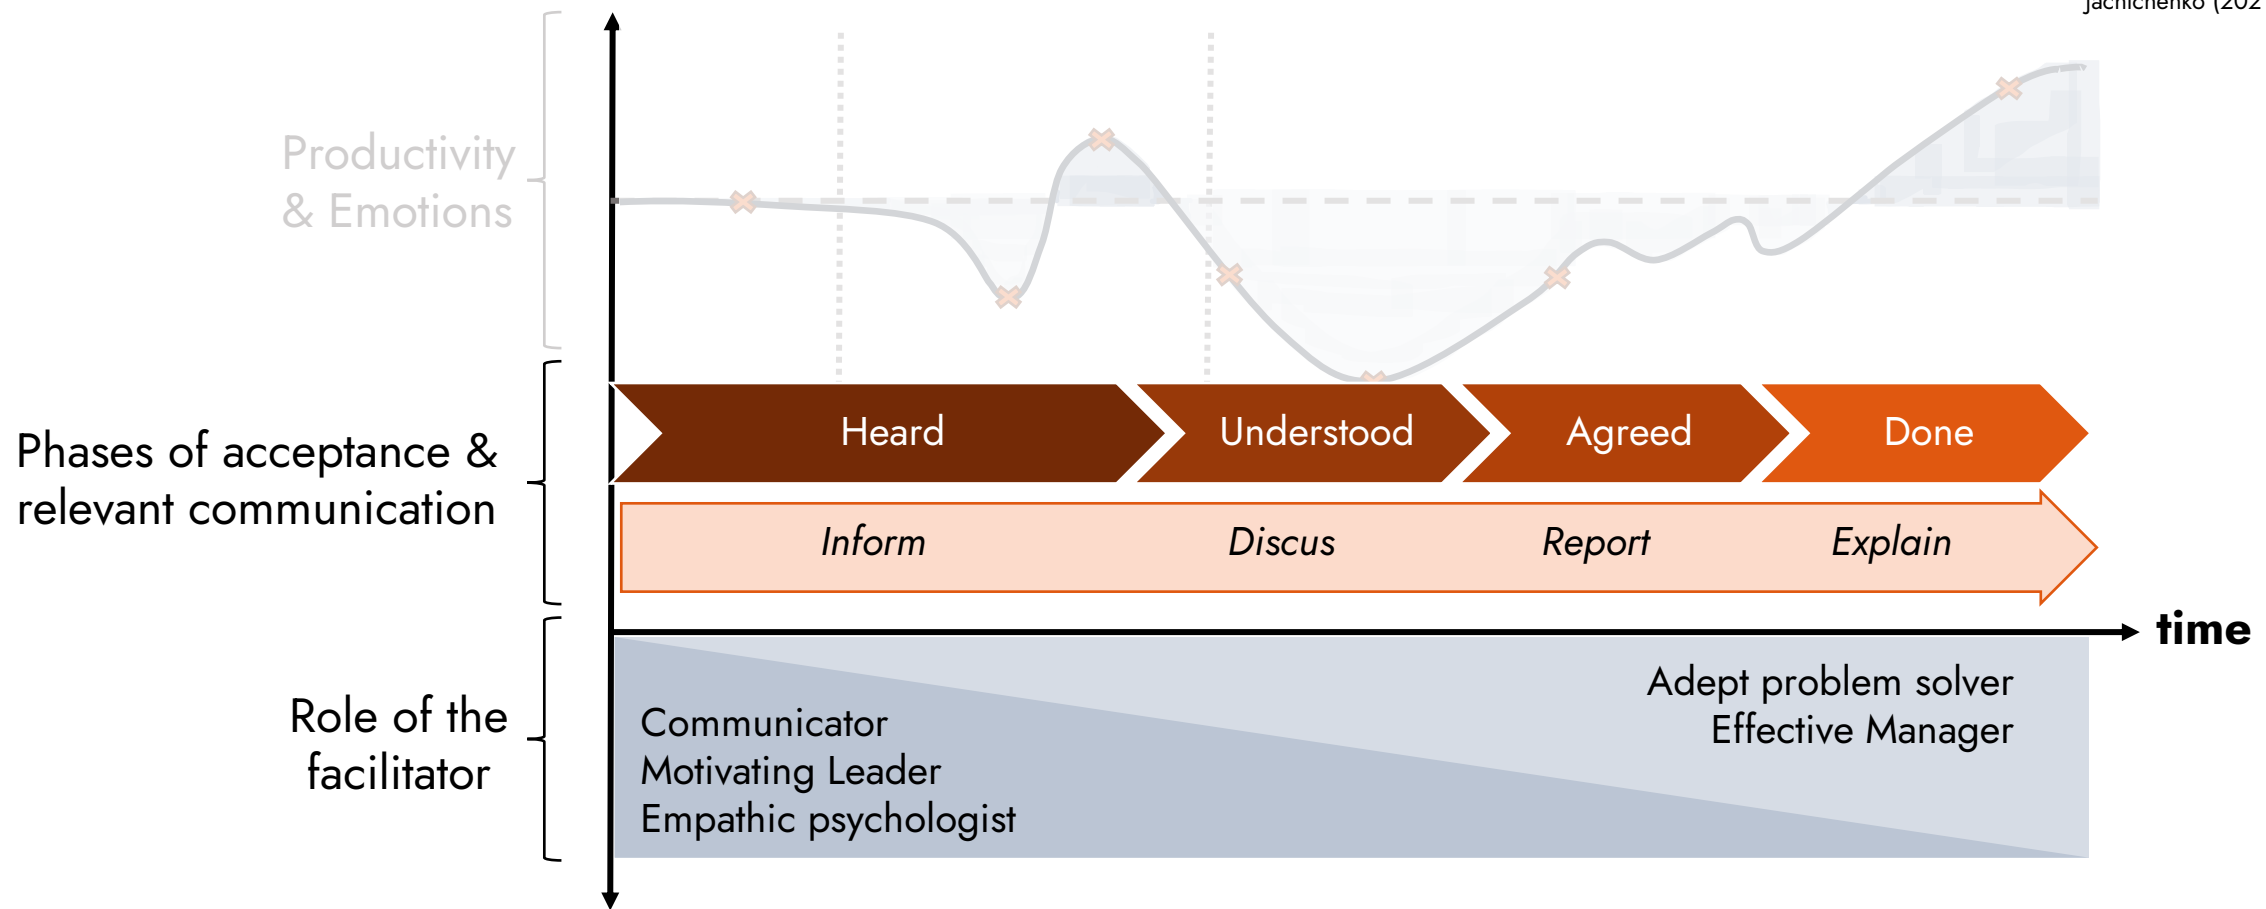 (202
Productivity
& Emotions
Phases of acceptance &
relevant communication
Heard
Understood
Agreed
Done
Inform
Discus
Report
Explain
time
Role of the
facilitator
Communicator
Motivating Leader
Empathic psychologist
Adept problem solver
Effective Manager